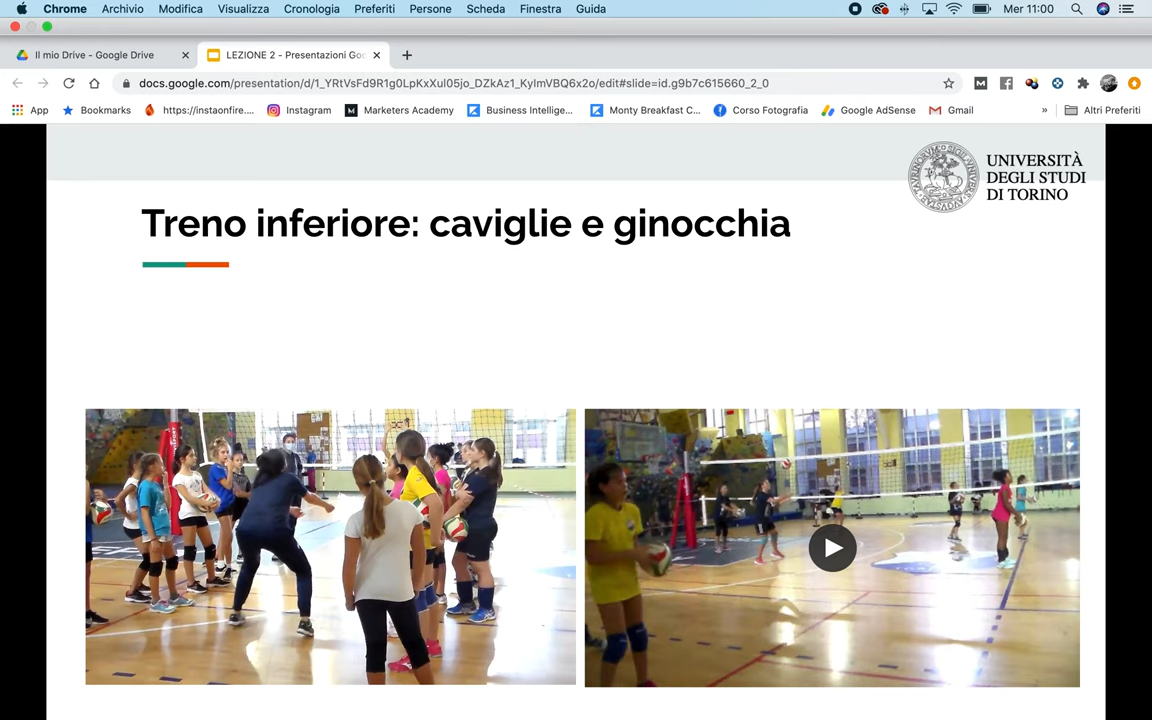 Chrome Archivio Modifica Visualizza Cronologia Preferiti Persone Scheda Finestra Guida Mer 11:00
Il mio Drive - Google Drive LEZIONE 2 - Presentazioni Goo
docs.google.com/presentation/d/1_YRtVsFd9R1g0LpKxXul05jo_DZkAz1_KyImVBQ6x2o/edit#slide=id.g9b7c615660_2_0
App Bookmarks https://instaonfire.... Instagram Marketers Academy Business Intellige... Monty Breakfast C... Corso Fotografia Google AdSense Gmail » Altri Preferiti
UNIVERSITÀ
DEGLI STUDI
DI TORINO
Treno inferiore: caviglie e ginocchia